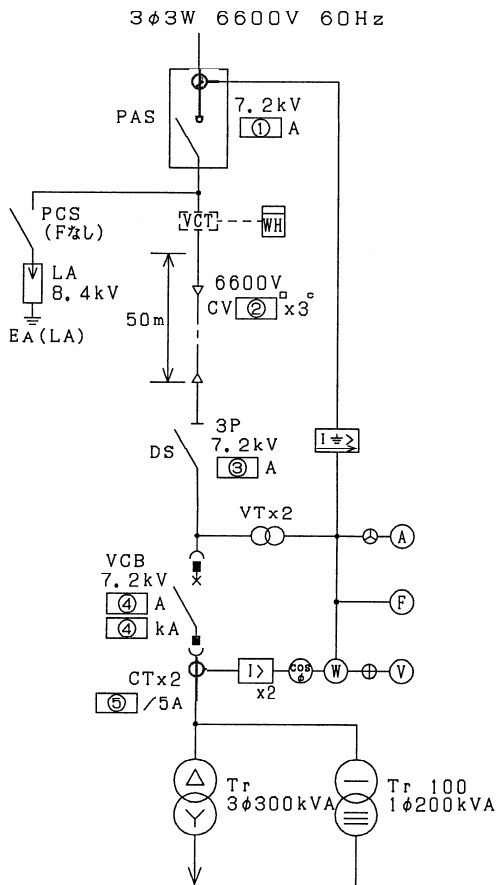 3φ3W 6600V 60Hz
PAS
7.2kV
① A
PCS
(Fなし)
VCT
WH
LA
8.4kV
EA(LA)
50m
6600V
CV ② □x3c
3P
7.2kV
DS
③ A
I
VTx2
A
VCB
7.2kV
④ A
④ kA
F
CTx2
⑤ /5A
I>
x2
cos
φ
W
V
Tr
3φ300kVA
Tr 100
1φ200kVA